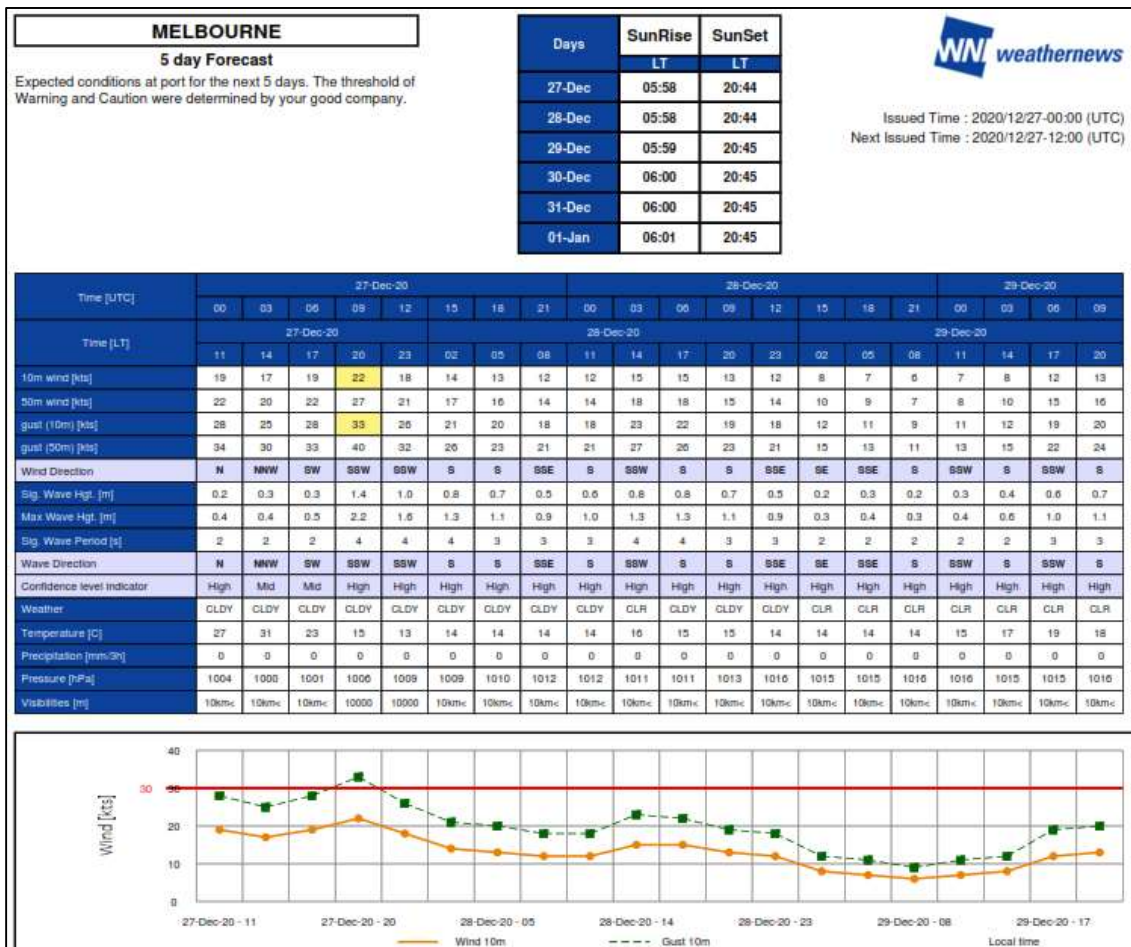 MELBOURNE
5 day Forecast
Expected conditions at port for the next 5 days. The threshold of
Warning and Caution were determined by your good company.
Days SunRise SunSet
LT LT
27-Dec 05:58 20:44
28-Dec 05:58 20:44
29-Dec 05:59 20:45
30-Dec 06:00 20:45
31-Dec 06:00 20:45
01-Jan 06:01 20:45
WNI weathernews
Issued Time : 2020/12/27-00:00 (UTC)
Next Issued Time : 2020/12/27-12:00 (UTC)
Time [UTC] 27-Dec-20 28-Dec-20 29-Dec-20
00 03 06 09 12 15 18 21 00 03 06 09 12 15 18 21 00 03 06 09
Time [LT] 27-Dec-20 28-Dec-20 29-Dec-20
11 14 17 20 23 02 05 08 11 14 17 20 23 02 05 08 11 14 17 20
10m wind [kts] 19 17 19 22 18 14 13 12 12 15 15 13 12 8 7 6 7 8 12 13
50m wind [kts] 22 20 22 27 21 17 16 14 14 18 18 15 14 10 9 7 8 10 15 16
gust (10m) [kts] 28 25 28 33 26 21 20 18 18 23 22 19 18 12 11 9 11 12 19 20
gust (50m) [kts] 34 30 33 40 32 26 23 21 21 27 26 23 21 15 13 11 13 15 22 24
Wind Direction N NNW SW SSW SSW S S SSE S SSW S S SSE SE SSE S SSW S SSW S
Sig. Wave Hgt. [m] 0.2 0.3 0.3 1.4 1.0 0.8 0.7 0.5 0.6 0.8 0.8 0.7 0.5 0.2 0.3 0.2 0.3 0.4 0.6 0.7
Max Wave Hgt. [m] 0.4 0.4 0.5 2.2 1.6 1.3 1.1 0.9 1.0 1.3 1.3 1.1 0.9 0.3 0.4 0.3 0.4 0.6 1.0 1.1
Sig. Wave Period [s] 2 2 2 4 4 4 3 3 3 4 4 3 3 2 2 2 2 2 3 3
Wave Direction N NNW SW SSW SSW S S SSE S SSW S S SSE SE SSE S SSW S SSW S
Confidence level indicator High Mid Mid High High High High High High High High High High High High High High High High High
Weather CLDY CLDY CLDY CLDY CLDY CLDY CLDY CLDY CLDY CLR CLDY CLDY CLDY CLR CLR CLR CLR CLR CLR CLR
Temperature [C] 27 31 23 15 13 14 14 14 14 16 15 15 14 14 14 14 15 17 19 18
Precipitation [mm/3h] 0 0 0 0 0 0 0 0 0 0 0 0 0 0 0 0 0 0 0 0
Pressure [hPa] 1004 1000 1001 1006 1009 1009 1010 1012 1012 1011 1011 1013 1016 1015 1015 1016 1016 1015 1015 1016
Visibilities [m] 10km< 10km< 10km< 10000 10000 10km< 10km< 10km< 10km< 10km< 10km< 10km< 10km< 10km< 10km< 10km< 10km< 10km< 10km< 10km<
Wind [kts]
40
30 30
20
10
0
27-Dec-20 - 11 27-Dec-20 - 20 28-Dec-20 - 05 28-Dec-20 - 14 28-Dec-20 - 23 29-Dec-20 - 08 29-Dec-20 - 17
Wind 10m Gust 10m Local time